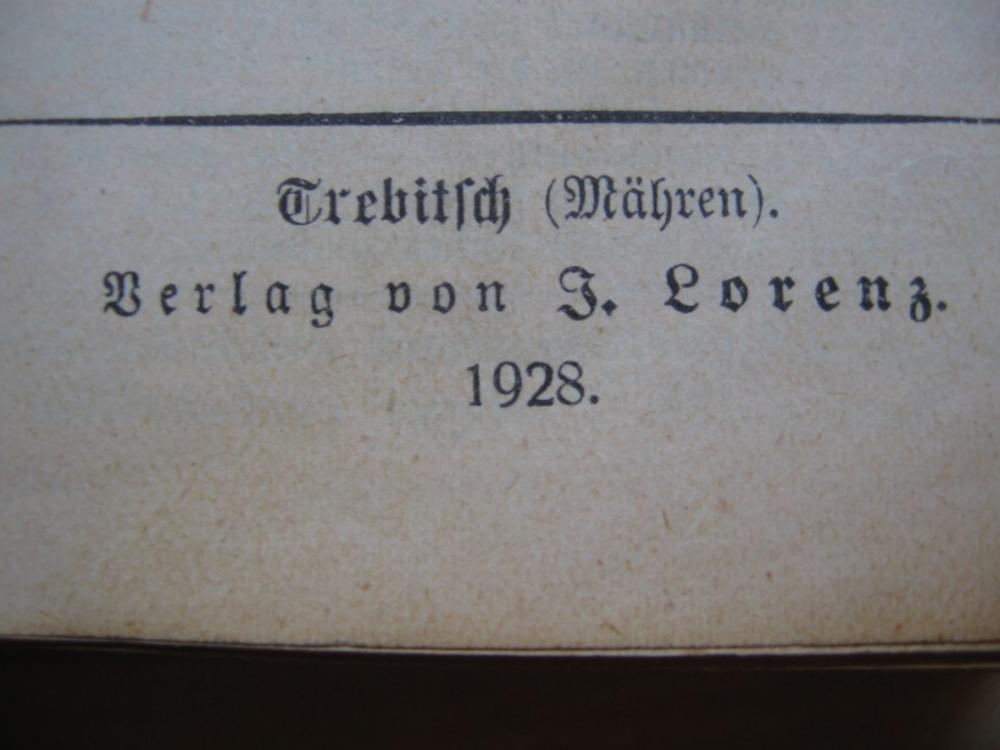 Trebitſch (Mähren).
Verlag von J. Lorenz.
1928.